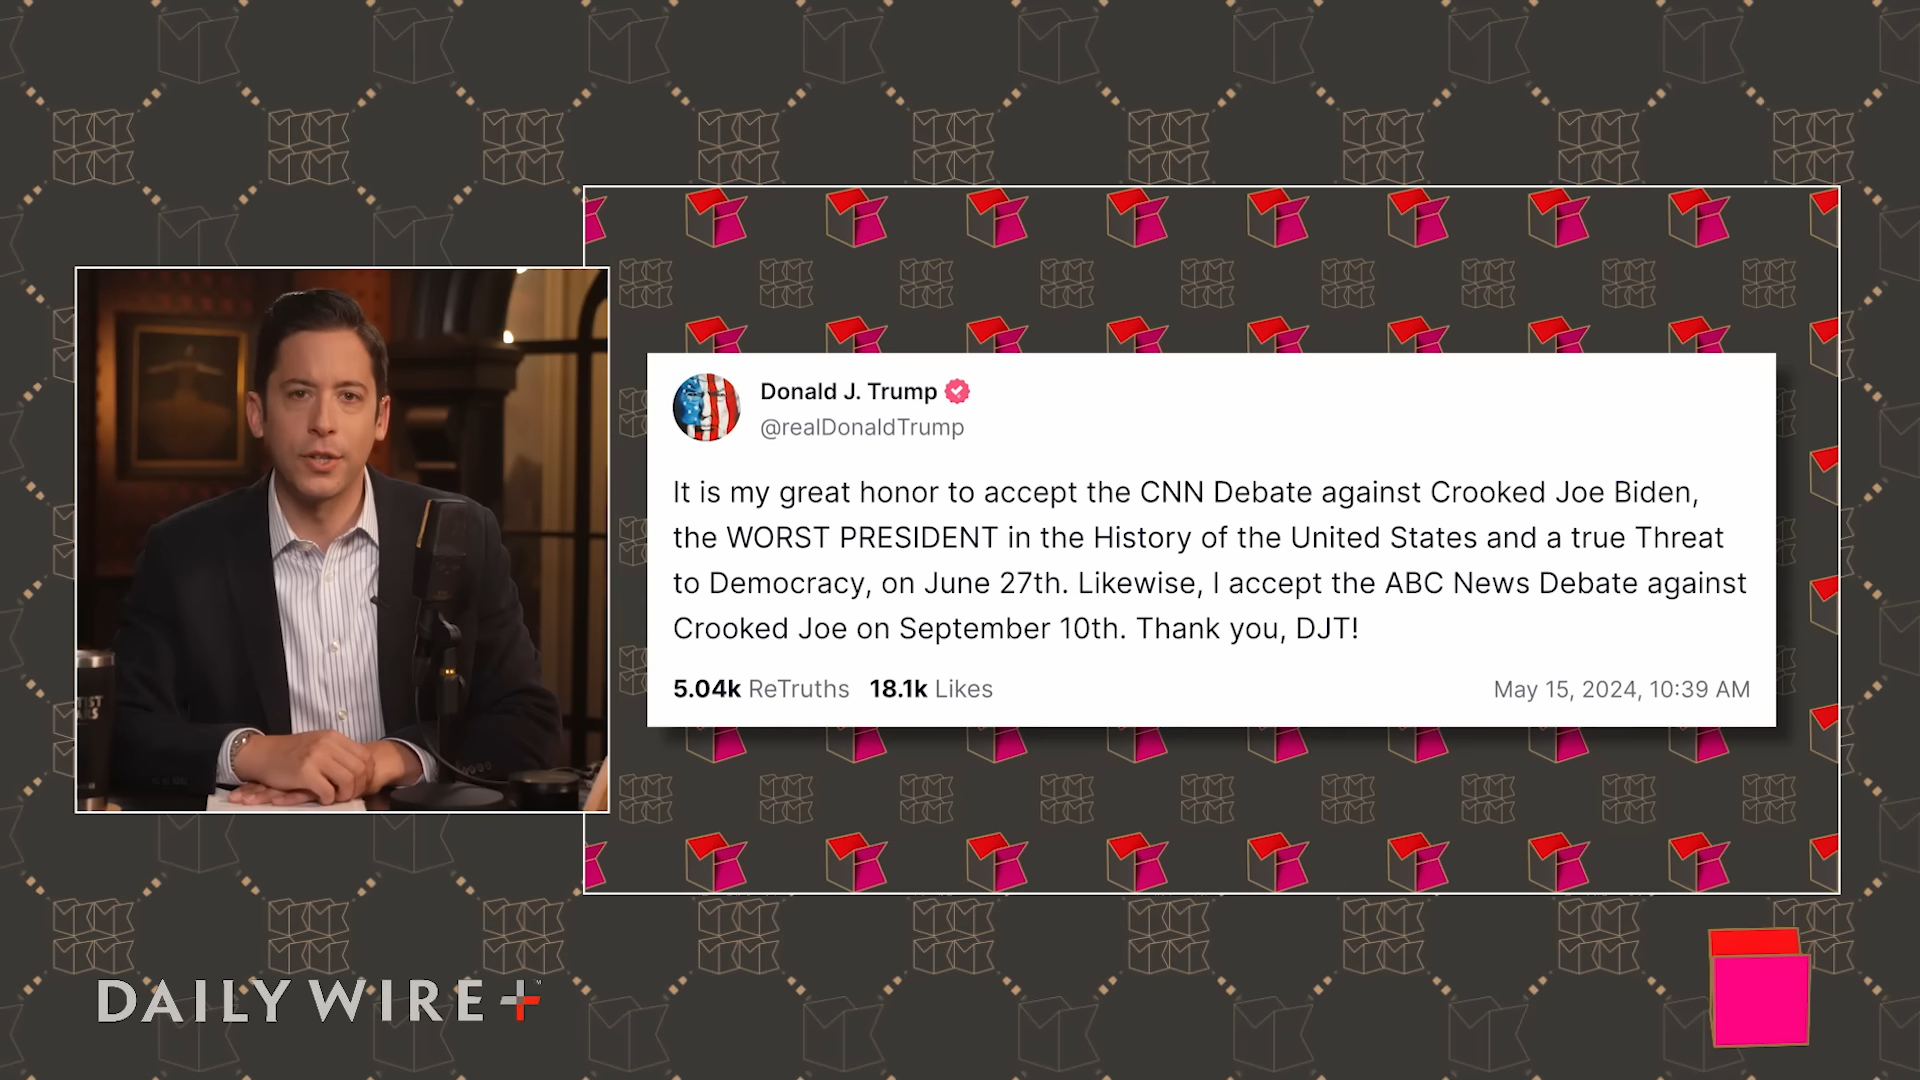 Donald J. Trump
@realDonaldTrump
It is my great honor to accept the CNN Debate against Crooked Joe Biden,
the WORST PRESIDENT in the History of the United States and a true Threat
to Democracy, on June 27th. Likewise, I accept the ABC News Debate against
Crooked Joe on September 10th. Thank you, DJT!
5.04k ReTruths 18.1k Likes
May 15, 2024, 10:39 AM
DAILY WIRE+